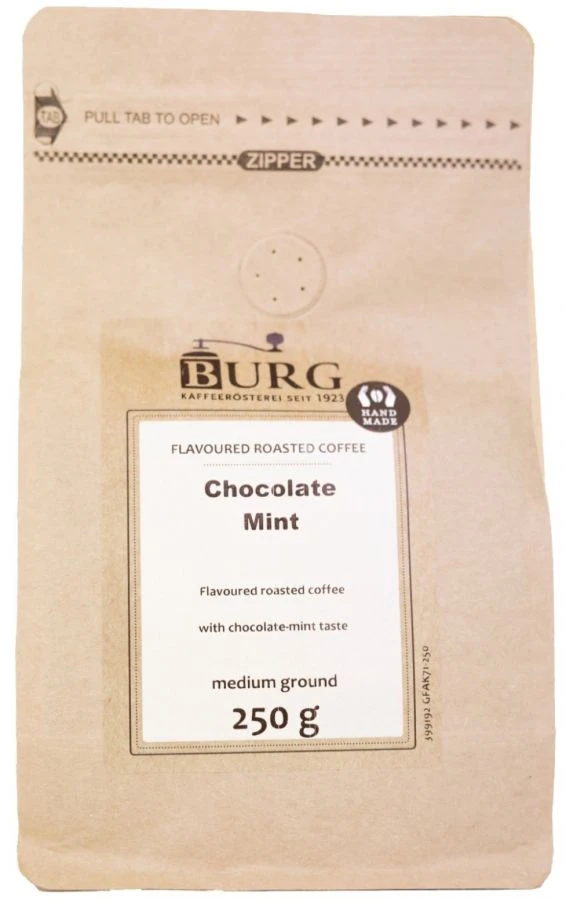 TAB
PULL TAB TO OPEN
ZIPPER
BURG
KAFFEERÖSTEREI SEIT 1923
HAND
MADE
FLAVOURED ROASTED COFFEE
Chocolate
Mint
Flavoured roasted coffee
with chocolate-mint taste
medium ground
250 g
399192 GFAK71-250